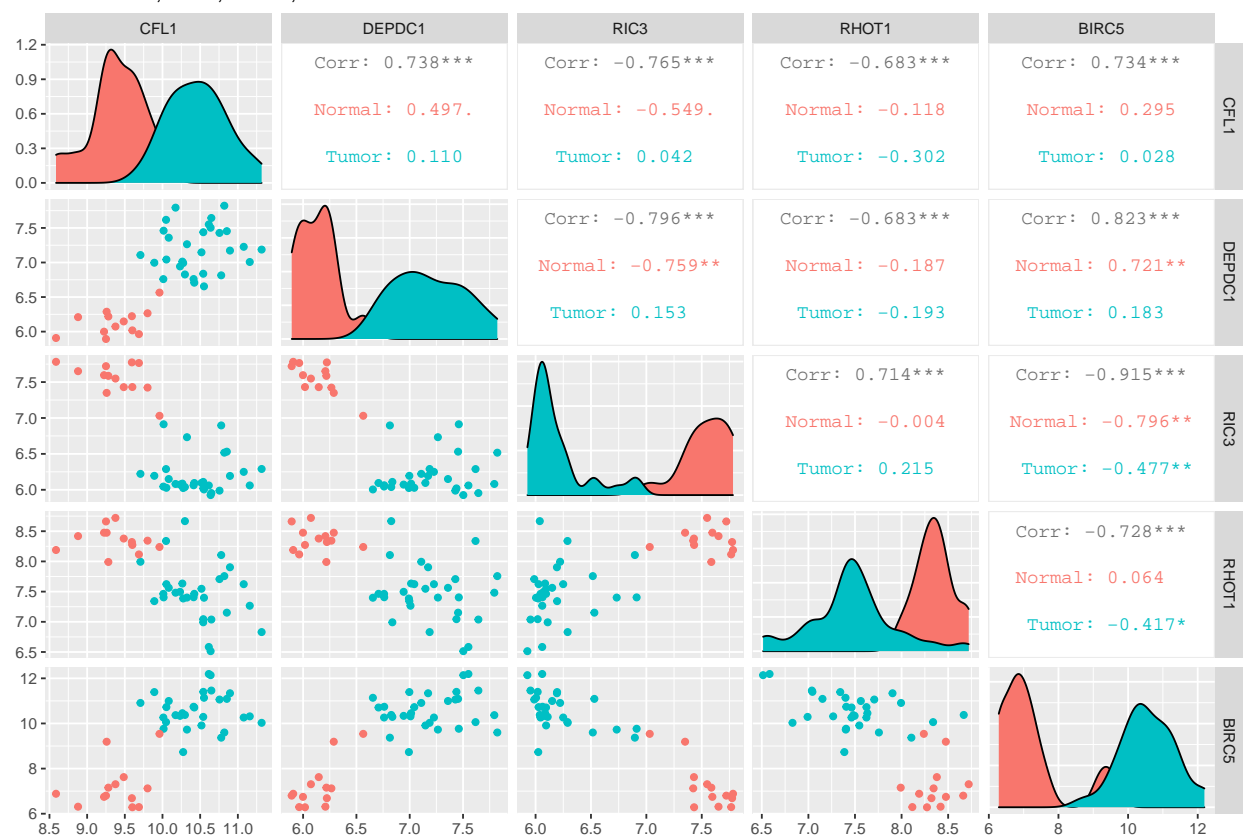 CFL1 DEPDC1 RIC3 RHOT1 BIRC5
1.2
Corr: 0.738*** Corr: −0.765*** Corr: −0.683*** Corr: 0.734***
0.9
Normal: 0.497. Normal: −0.549. Normal: −0.118 Normal: 0.295
CFL1
0.6
0.3
Tumor: 0.110 Tumor: 0.042 Tumor: −0.302 Tumor: 0.028
0.0
Corr: −0.796*** Corr: −0.683*** Corr: 0.823***
7.5
7.0
Normal: −0.759** Normal: −0.187 Normal: 0.721**
DEPDC1
6.5
Tumor: 0.153 Tumor: −0.193 Tumor: 0.183
6.0
Corr: 0.714*** Corr: −0.915***
7.5
7.0
Normal: −0.004 Normal: −0.796**
RIC3
6.5
Tumor: 0.215 Tumor: −0.477**
6.0
Corr: −0.728***
8.5
8.0
Normal: 0.064
RHOT1
7.5
7.0
Tumor: −0.417*
6.5
12
10
BIRC5
8
6
8.5 9.0 9.5 10.0 10.5 11.0 6.0 6.5 7.0 7.5 6.0 6.5 7.0 7.5 6.5 7.0 7.5 8.0 8.5 6 8 10 12